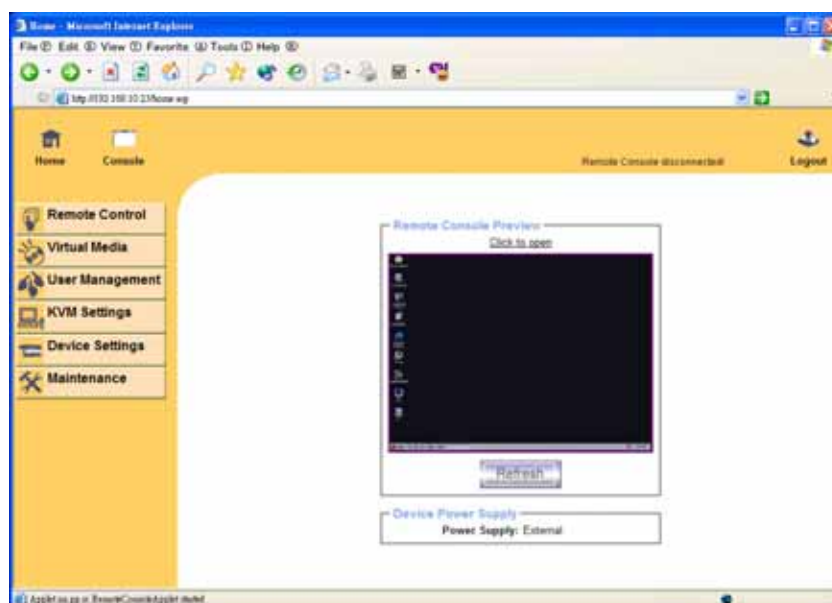 Home - Microsoft Internet Explorer
File (F) Edit (E) View (V) Favorite (A) Tools (T) Help (H)
Home
Console
Remote Console disconnected!
Logout
Remote Control
Virtual Media
User Management
KVM Settings
Device Settings
Maintenance
Remote Console Preview
Click to open
Refresh
Device Power Supply
Power Supply: External